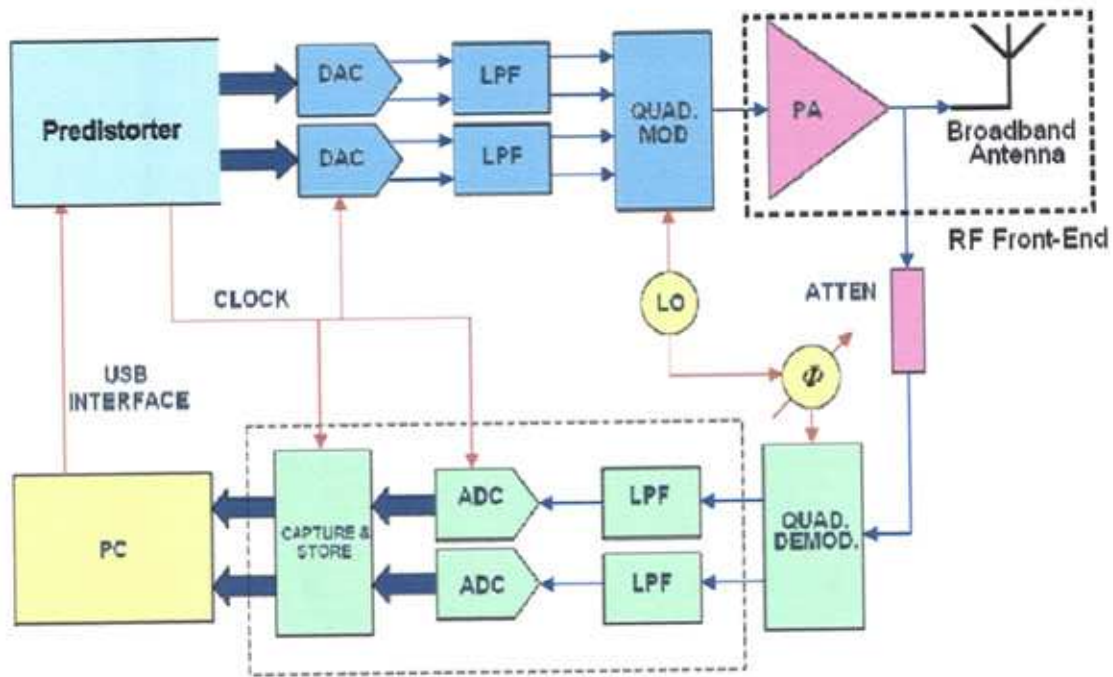 Predistorter
DAC
LPF
DAC
LPF
QUAD.
MOD
PA
Broadband
Antenna
RF Front-End
CLOCK
LO
ATTEN
Φ
USB
INTERFACE
PC
CAPTURE &
STORE
ADC
ADC
LPF
LPF
QUAD.
DEMOD.